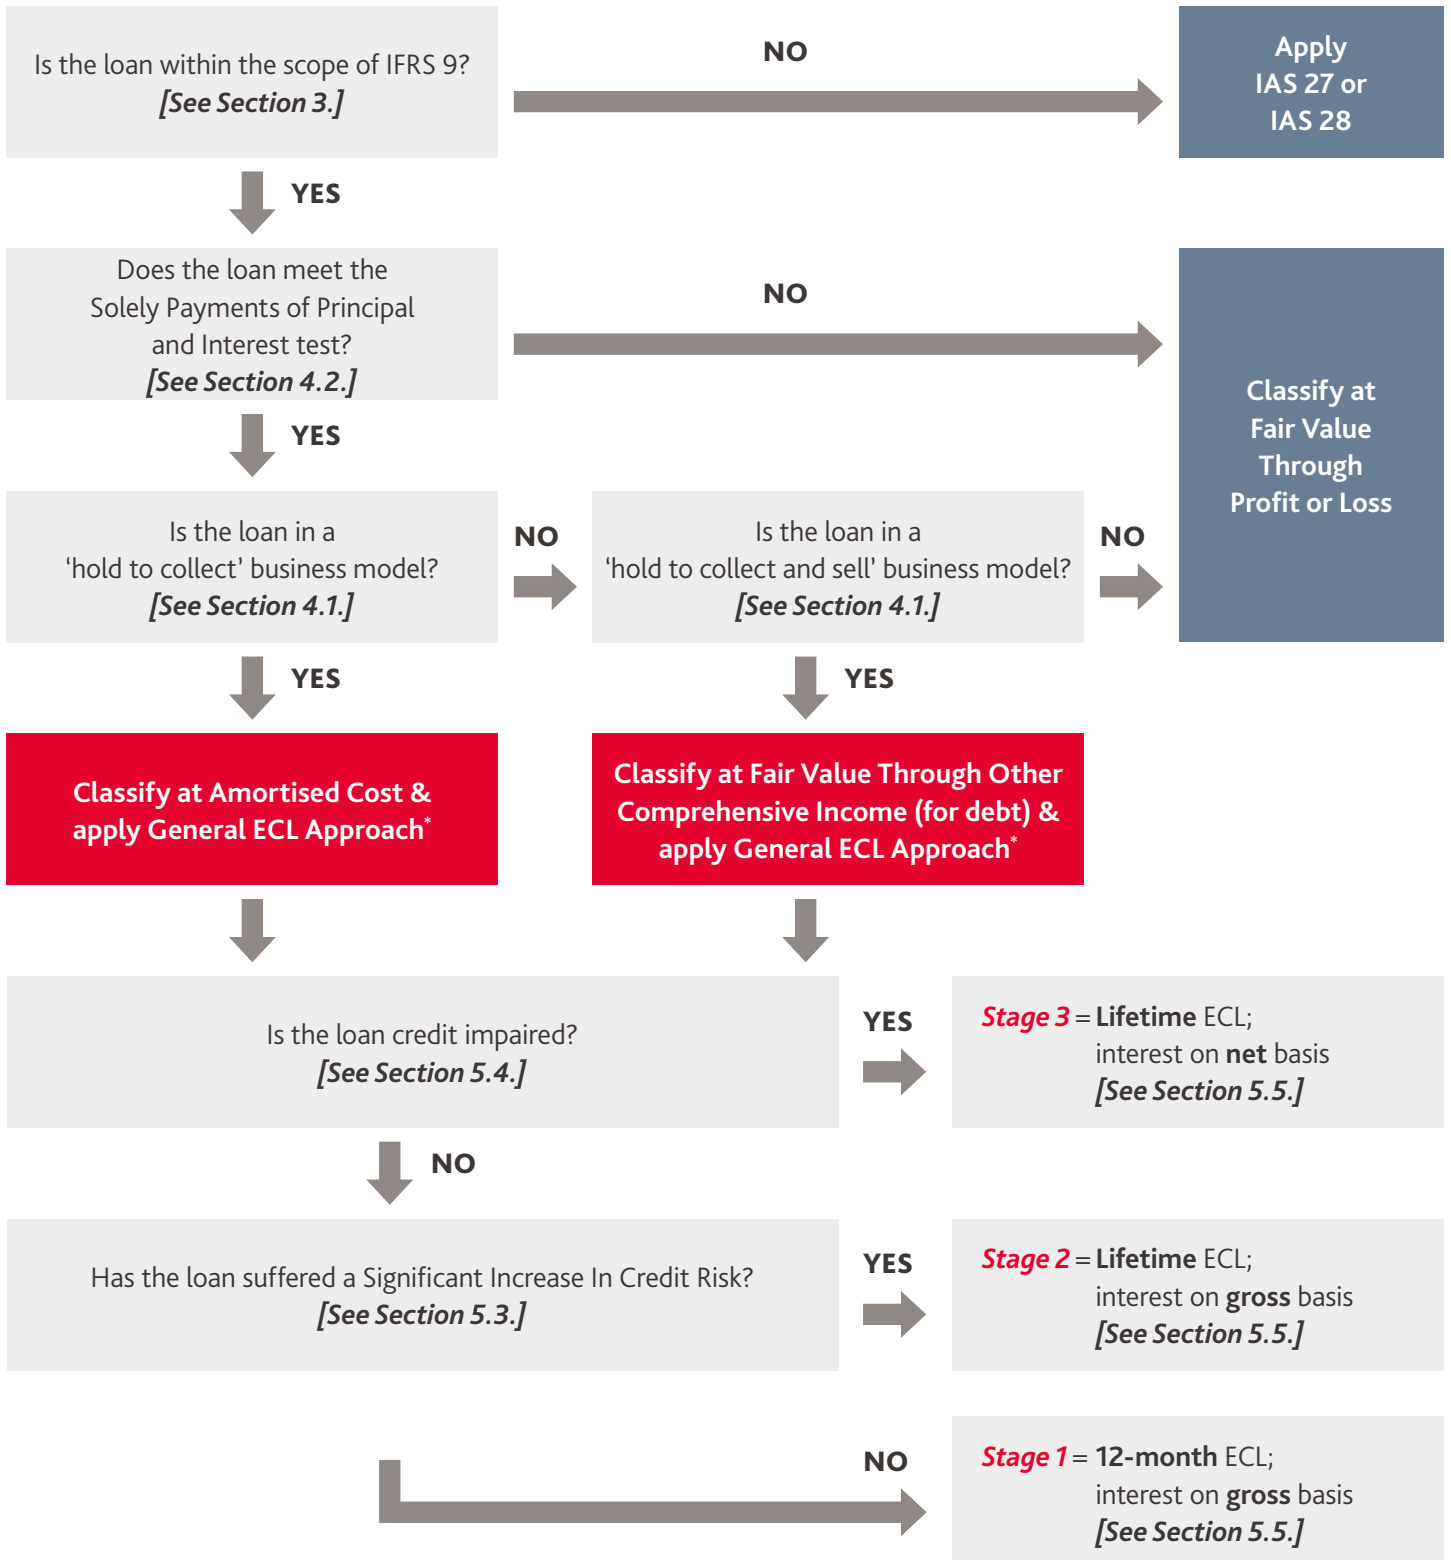 Is the loan within the scope of IFRS 9?
[See Section 3.]
NO
Apply
IAS 27 or
IAS 28
YES
Does the loan meet the
Solely Payments of Principal
and Interest test?
[See Section 4.2.]
NO
Classify at
Fair Value
Through
Profit or Loss
YES
Is the loan in a
‘hold to collect’ business model?
[See Section 4.1.]
NO
Is the loan in a
‘hold to collect and sell’ business model?
[See Section 4.1.]
NO
YES
YES
Classify at Amortised Cost &
apply General ECL Approach*
Classify at Fair Value Through Other
Comprehensive Income (for debt) &
apply General ECL Approach*
Is the loan credit impaired?
[See Section 5.4.]
YES
Stage 3 = Lifetime ECL;
interest on net basis
[See Section 5.5.]
NO
Has the loan suffered a Significant Increase In Credit Risk?
[See Section 5.3.]
YES
Stage 2 = Lifetime ECL;
interest on gross basis
[See Section 5.5.]
NO
Stage 1 = 12-month ECL;
interest on gross basis
[See Section 5.5.]